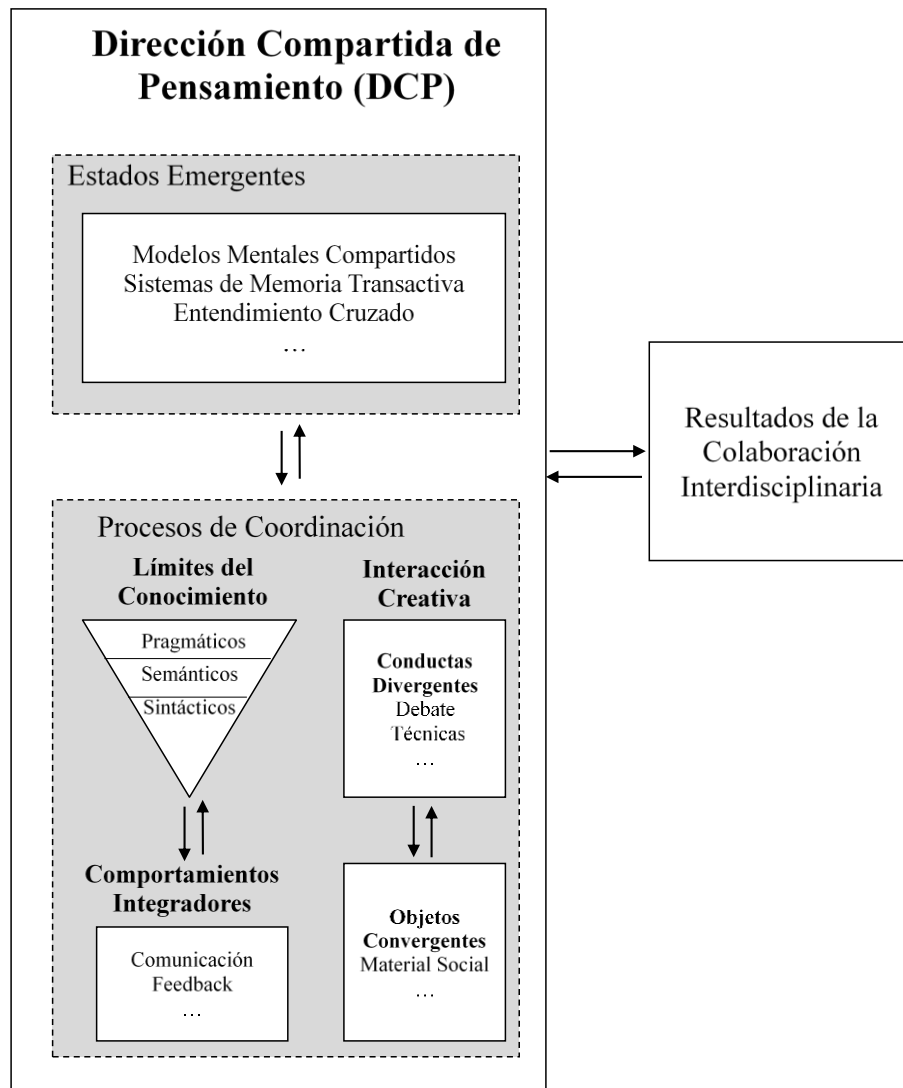 Dirección Compartida de
Pensamiento (DCP)
Estados Emergentes
Modelos Mentales Compartidos
Sistemas de Memoria Transactiva
Entendimiento Cruzado
…
Resultados de la
Colaboración
Interdisciplinaria
Procesos de Coordinación
Límites del
Conocimiento
Pragmáticos
Semánticos
Sintácticos
Comportamientos
Integradores
Comunicación
Feedback
…
Interacción
Creativa
Conductas
Divergentes
Debate
Técnicas
…
Objetos
Convergentes
Material Social
…